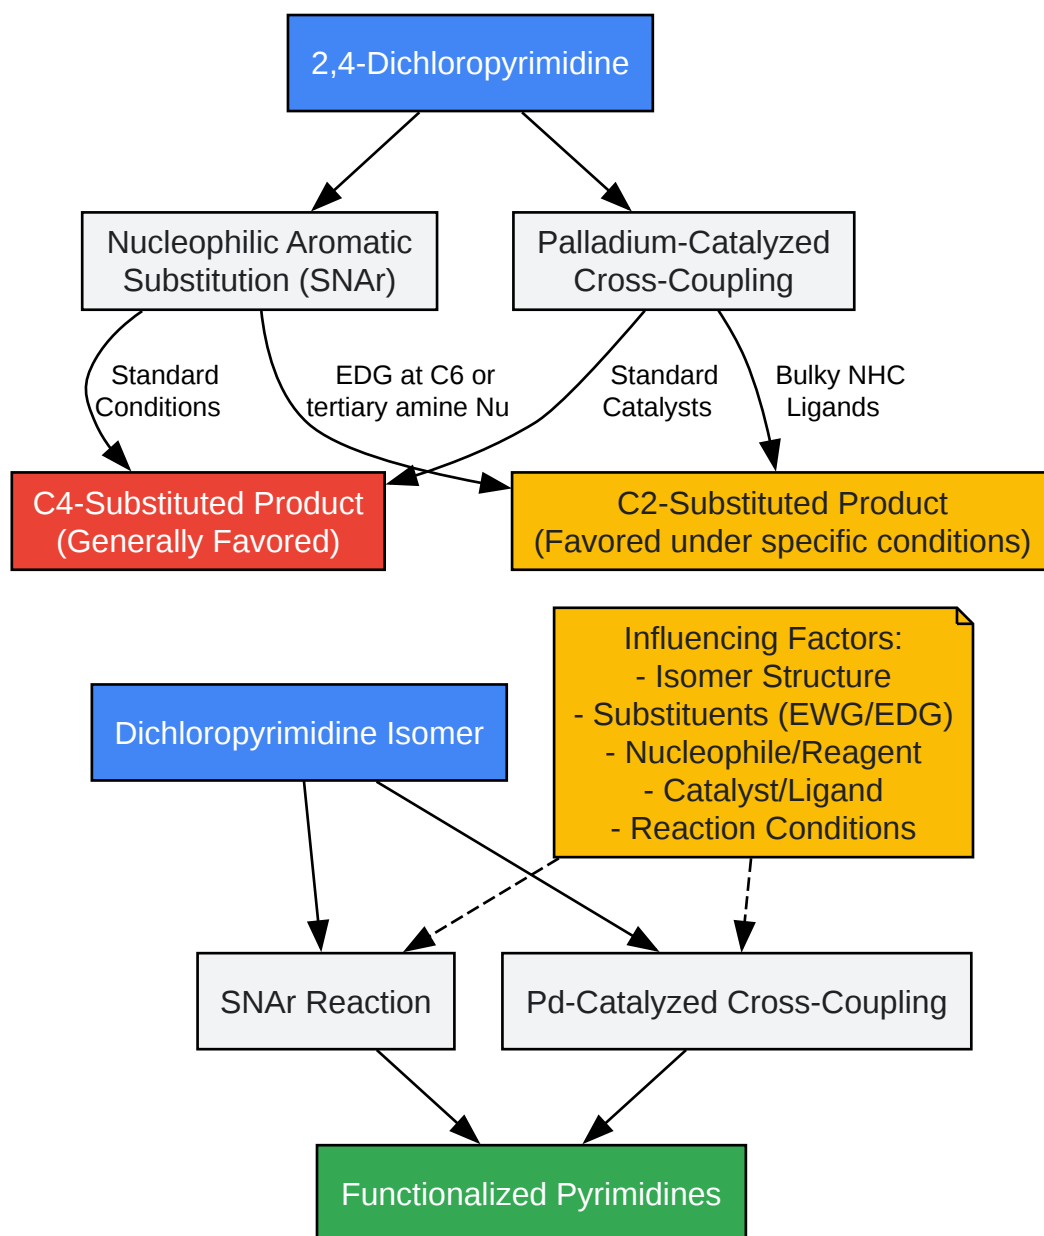 2,4-Dichloropyrimidine
Nucleophilic Aromatic
Substitution (SNAr)
Palladium-Catalyzed
Cross-Coupling
Standard
Conditions
EDG at C6 or
tertiary amine Nu
Standard
Catalysts
Bulky NHC
Ligands
C4-Substituted Product
(Generally Favored)
C2-Substituted Product
(Favored under specific conditions)
Influencing Factors:
- Isomer Structure
- Substituents (EWG/EDG)
- Nucleophile/Reagent
- Catalyst/Ligand
- Reaction Conditions
Dichloropyrimidine Isomer
SNAr Reaction
Pd-Catalyzed Cross-Coupling
Functionalized Pyrimidines